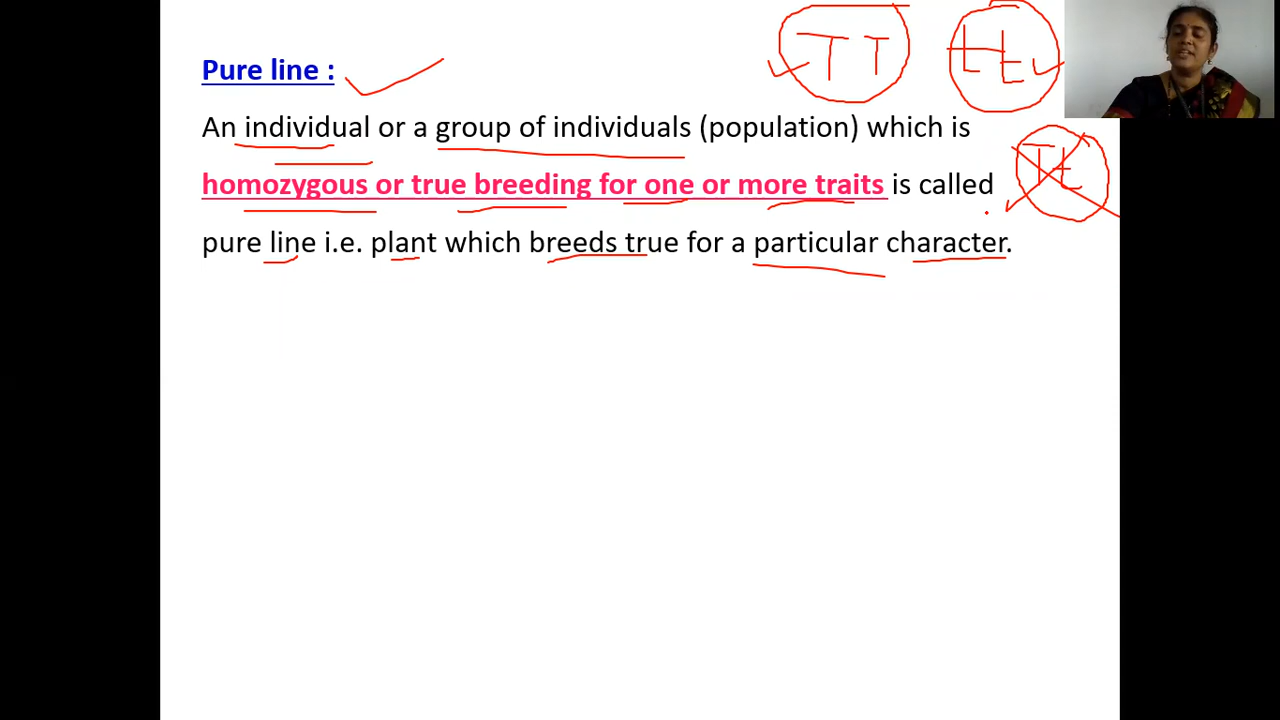 TT tt
Pure line :
An individual or a group of individuals (population) which is
Tt
homozygous or true breeding for one or more traits is called
pure line i.e. plant which breeds true for a particular character.